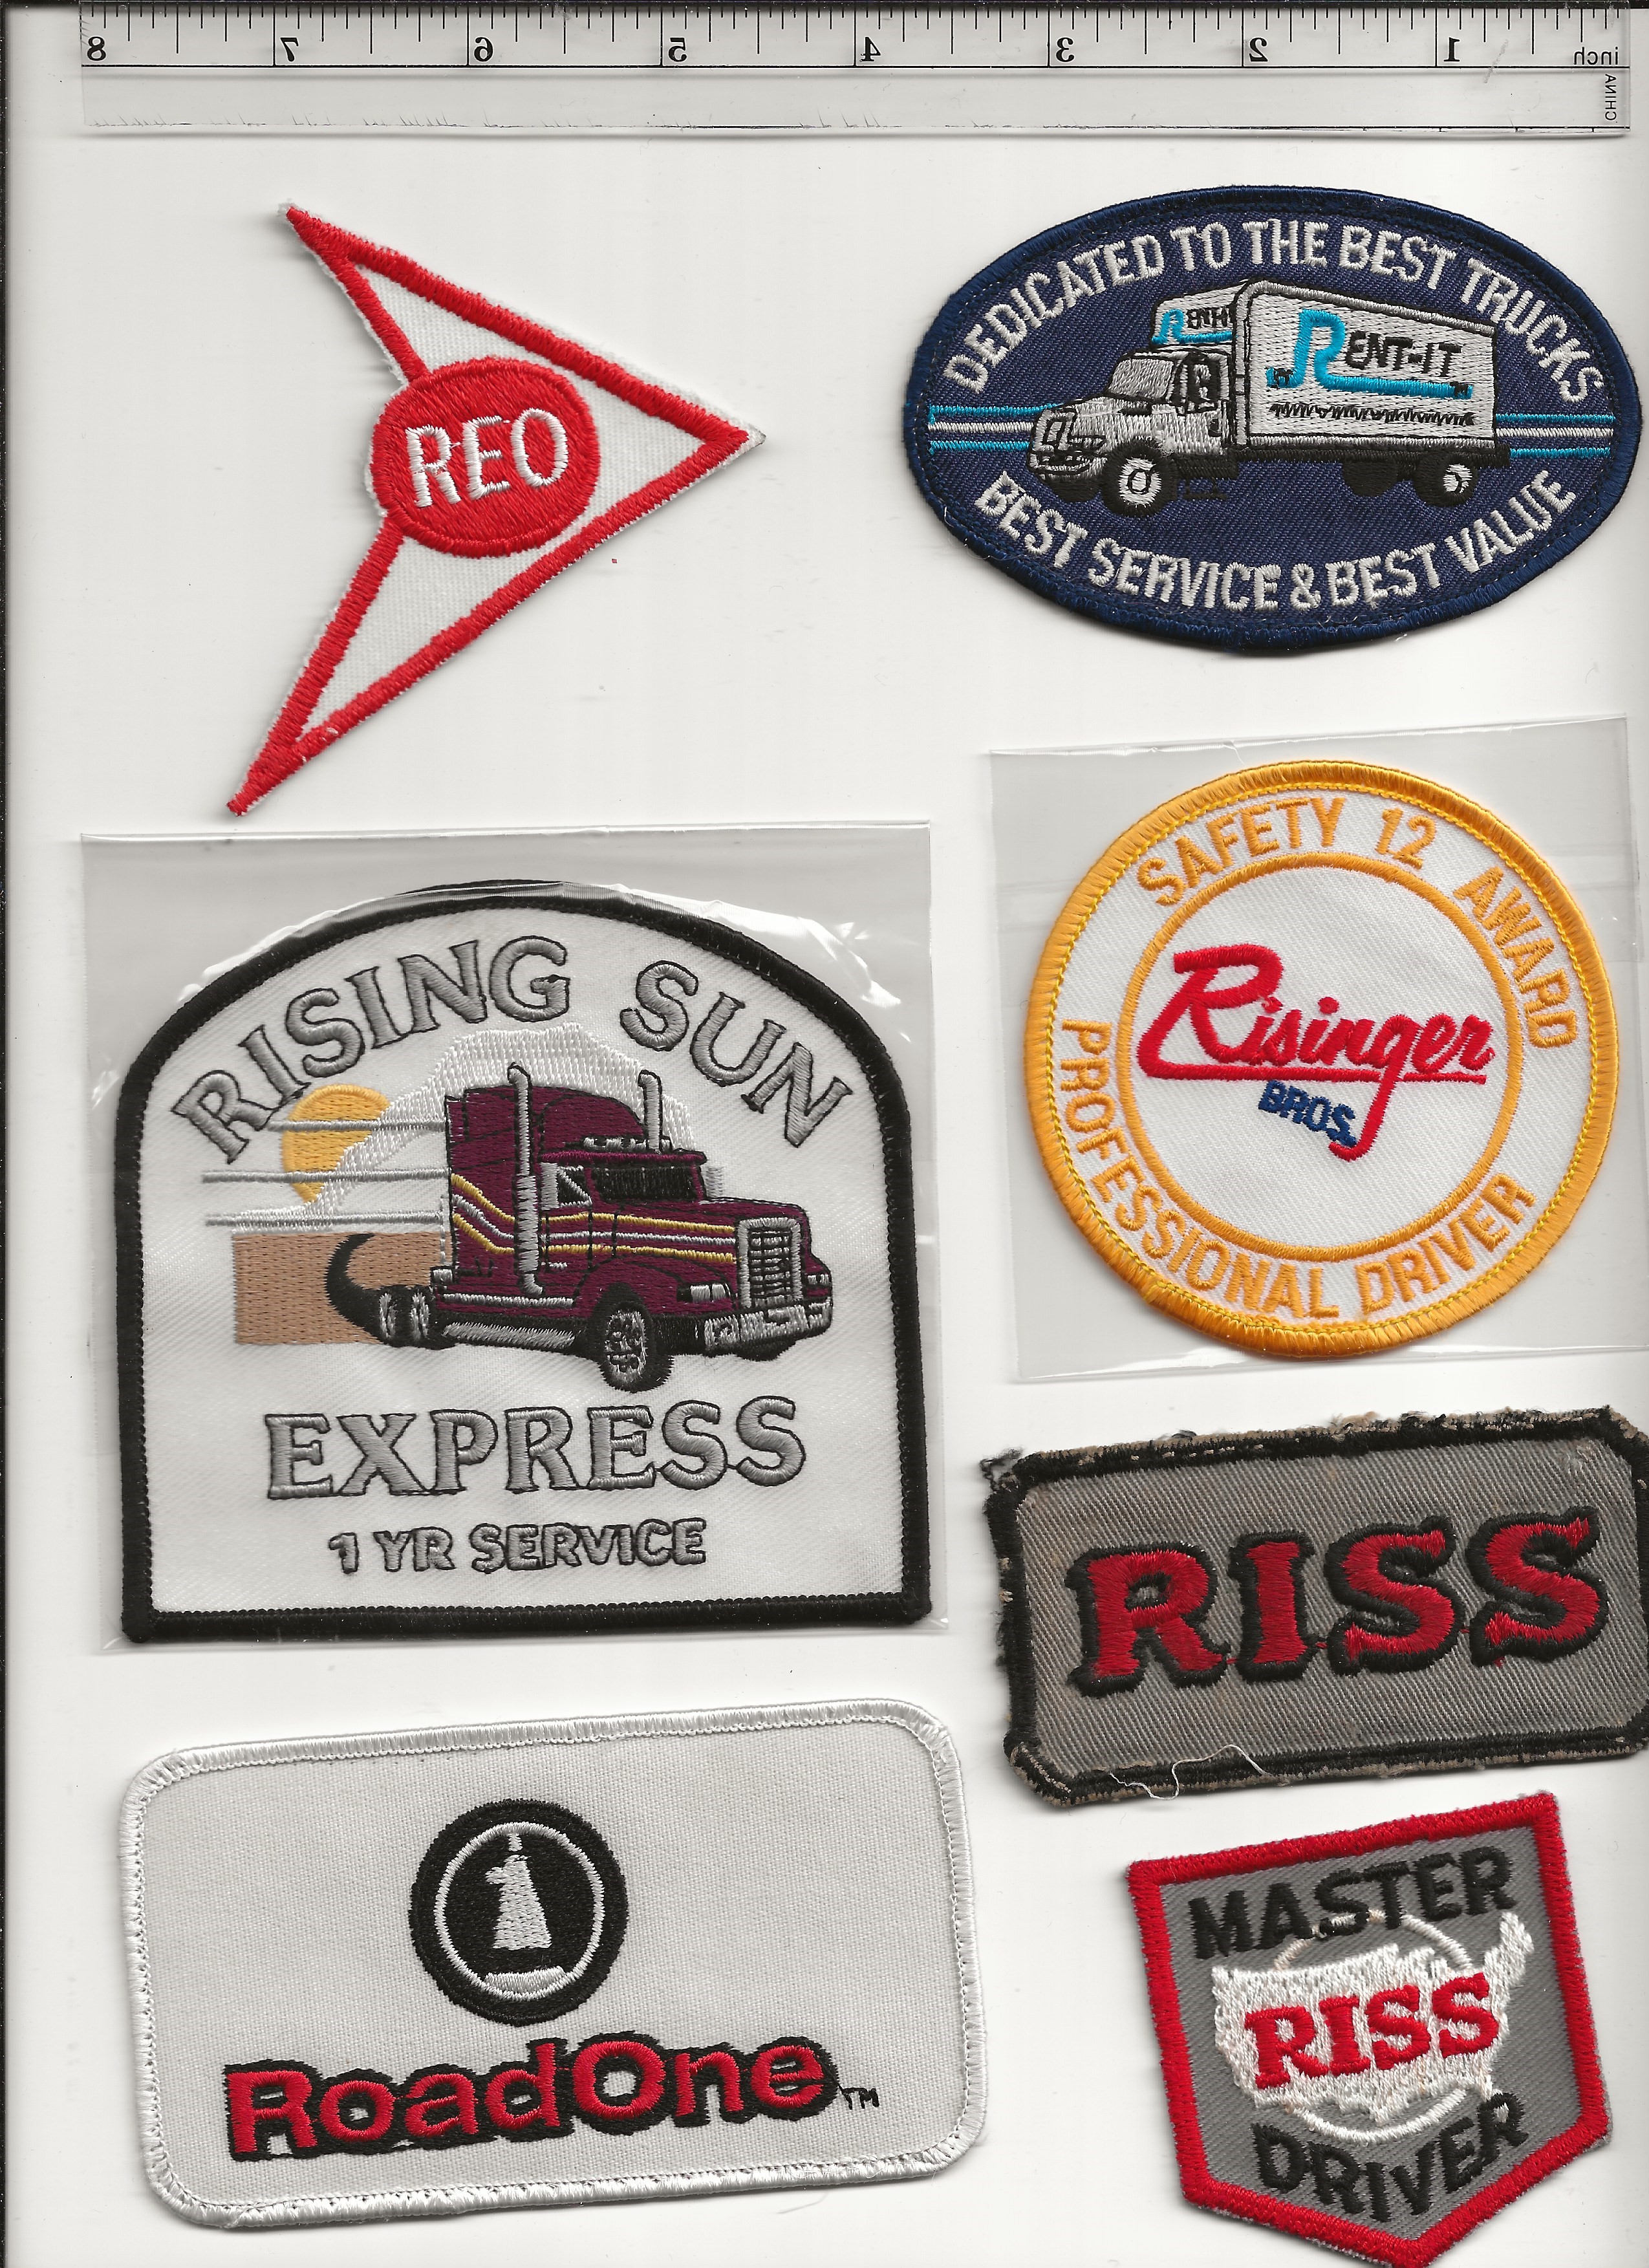 8 7 6 5 4 3 2 1 inch
CHINA
REO
DEDICATED TO THE BEST TRUCKS
RENT-IT
BEST SERVICE & BEST VALUE
SAFETY 12 AWARD
Risinger
BROS.
PROFESSIONAL DRIVER
RISING SUN
EXPRESS
1 YR SERVICE
RISS
RoadOne™
MASTER
RISS
DRIVER